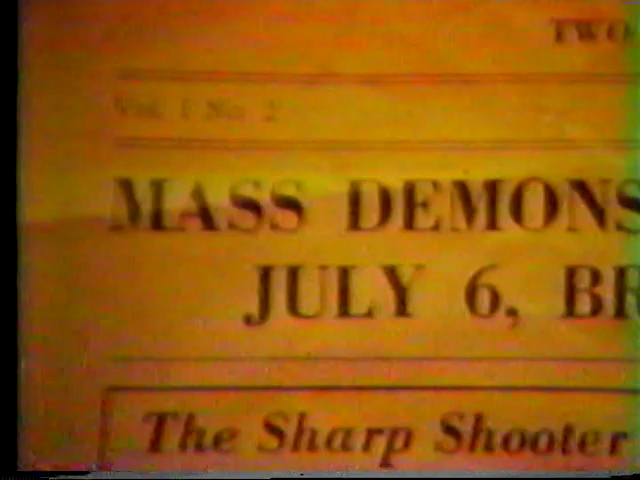 TWO
Vol. 1 No. 2
MASS DEMONS
JULY 6, BR
The Sharp Shooter